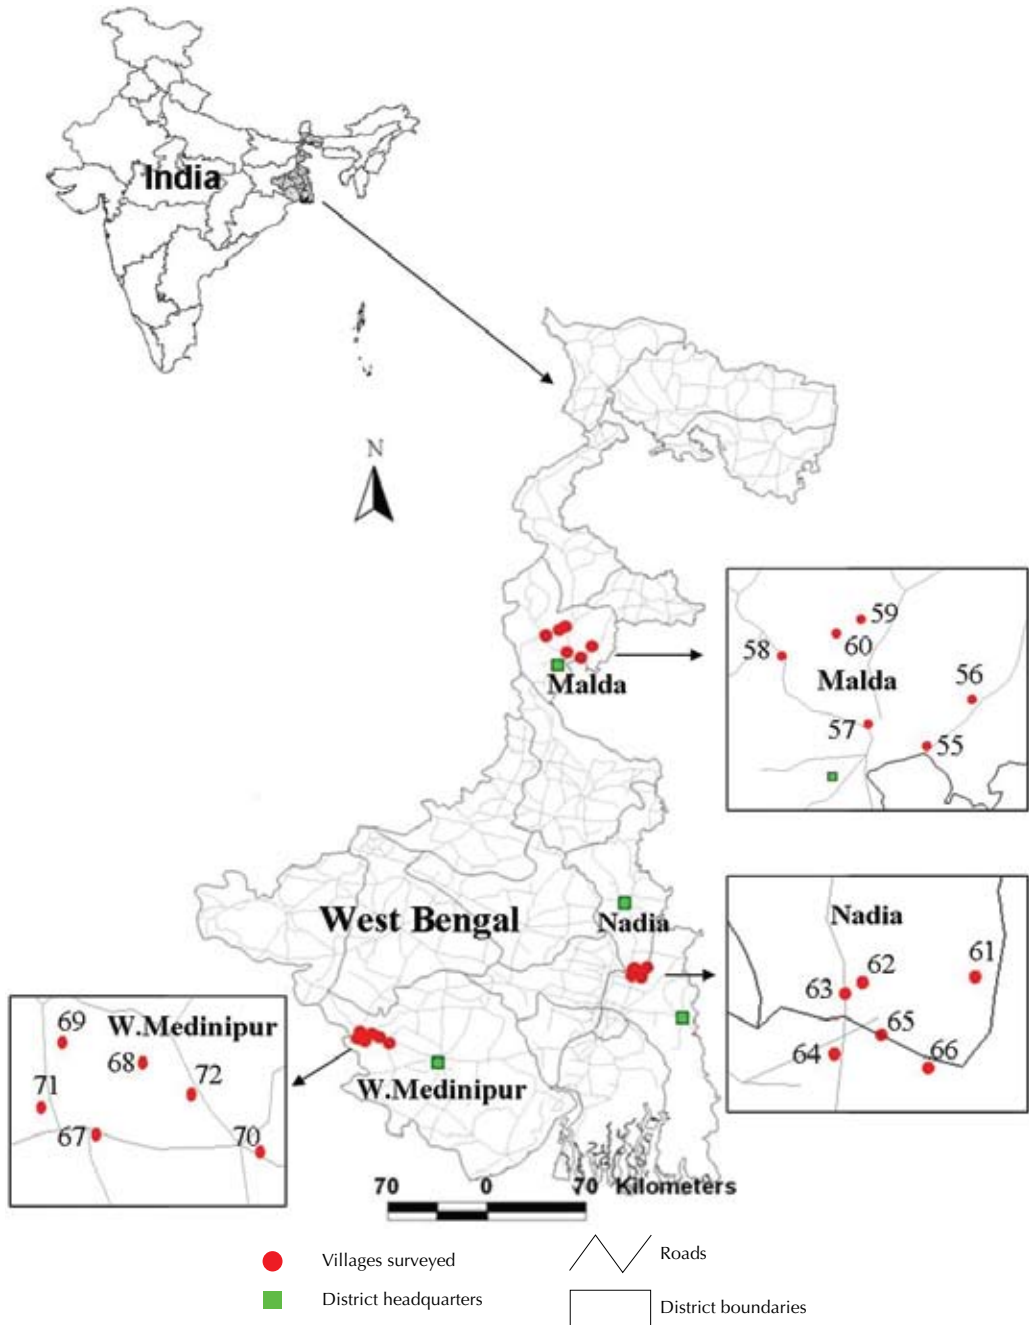 India
N
Malda
59
60
58
Malda
56
57
55
West Bengal
Nadia
Nadia
61
62
63
65
64
66
W.Medinipur
69
68
72
71
67
70
W.Medinipur
70 0 70 Kilometers
Villages surveyed
Roads
District headquarters
District boundaries